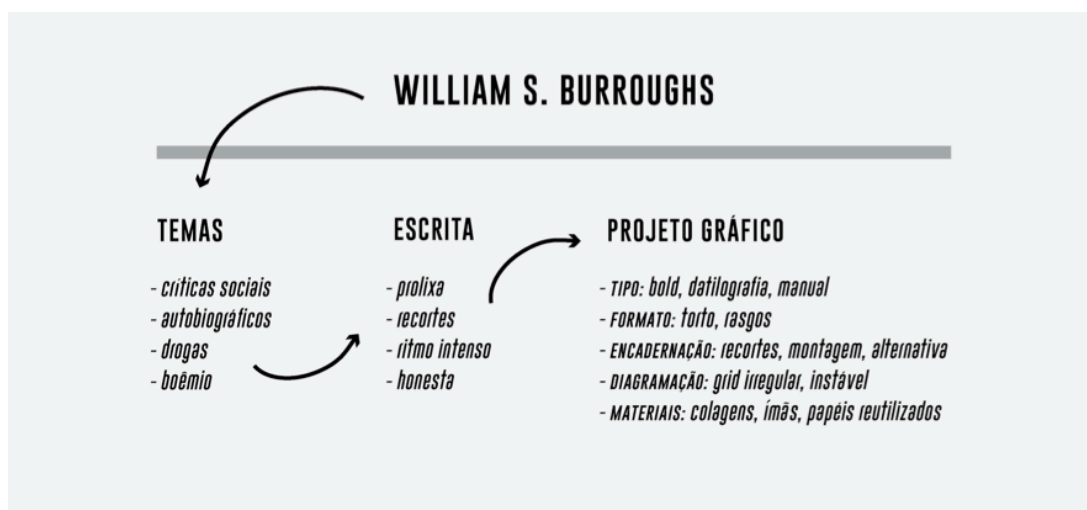 WILLIAM S. BURROUGHS
TEMAS
- críticas sociais
- autobiográficos
- drogas
- boêmio
ESCRITA
- prolixa
- recortes
- ritmo intenso
- honesta
PROJETO GRÁFICO
- TIPO: bold, datilografia, manual
- FORMATO: torto, rasgos
- ENCADERNAÇÃO: recortes, montagem, alternativa
- DIAGRAMAÇÃO: grid irregular, instável
- MATERIAIS: colagens, ímãs, papéis reutilizados